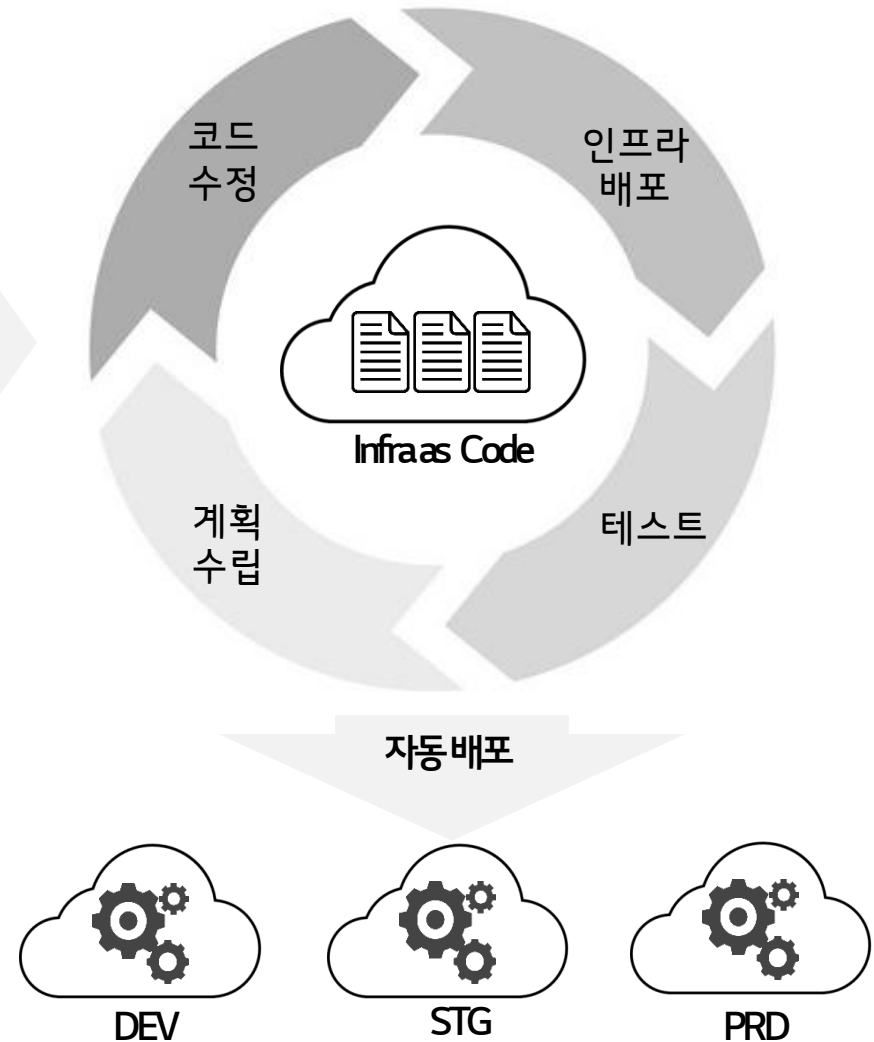 코드
수정
인프라
배포
Infra as Code
계획
수립
테스트
자동 배포
DEV
STG
PRD